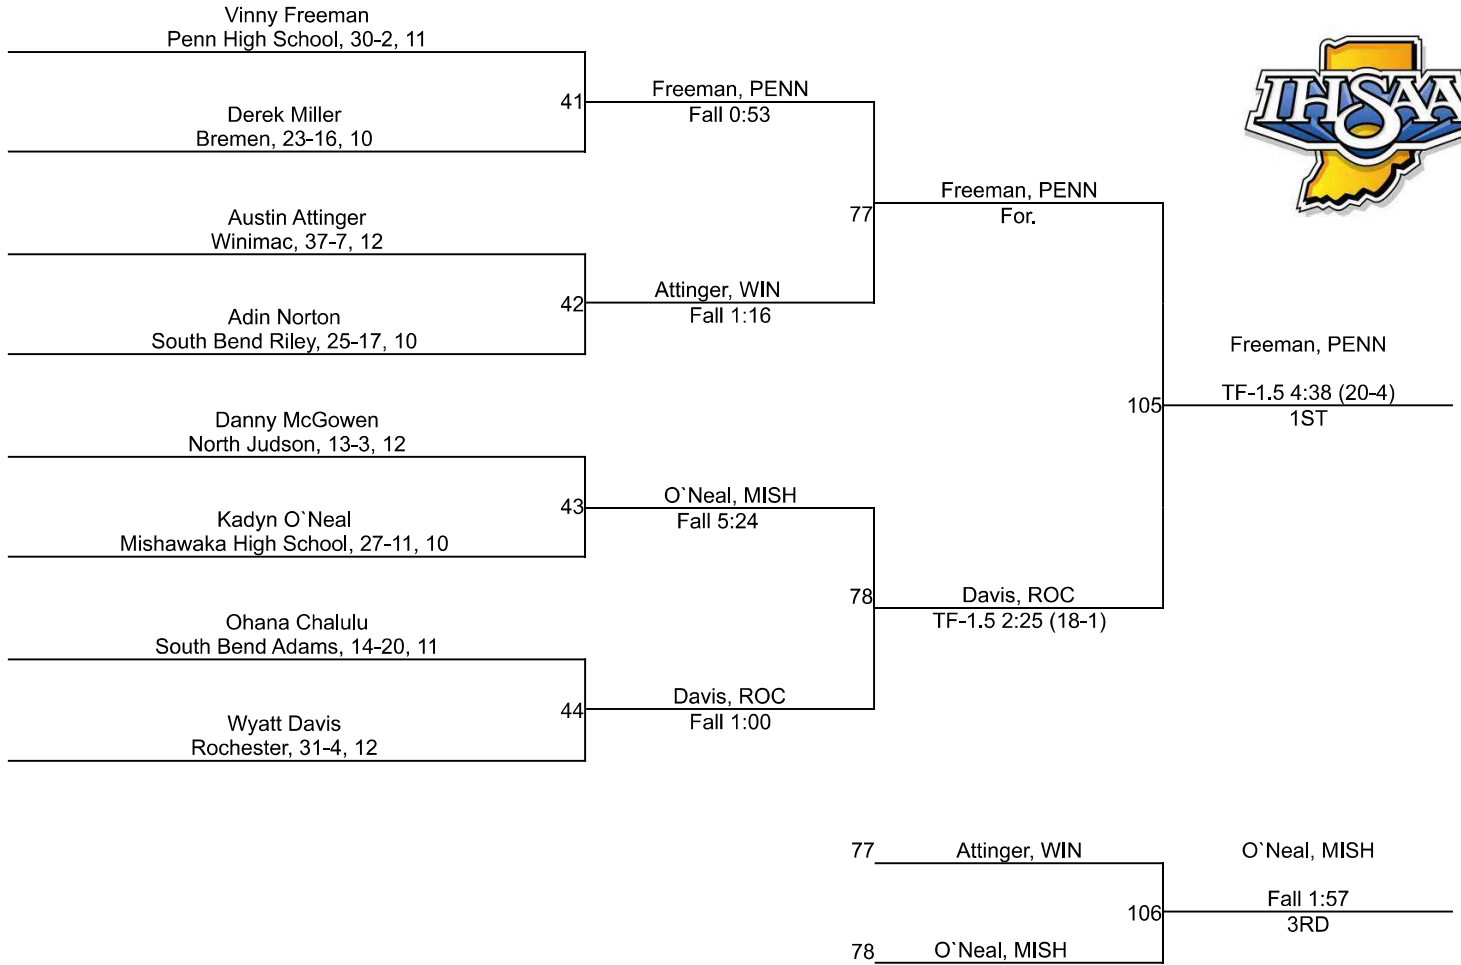 Vinny Freeman
Penn High School, 30-2, 11
Derek Miller
Bremen, 23-16, 10
Austin Attinger
Winimac, 37-7, 12
Adin Norton
South Bend Riley, 25-17, 10
Danny McGowen
North Judson, 13-3, 12
Kadyn O`Neal
Mishawaka High School, 27-11, 10
Ohana Chalulu
South Bend Adams, 14-20, 11
Wyatt Davis
Rochester, 31-4, 12
41
Freeman, PENN
Fall 0:53
42
Attinger, WIN
Fall 1:16
43
O`Neal, MISH
Fall 5:24
44
Davis, ROC
Fall 1:00
77
Freeman, PENN
For.
78
Davis, ROC
TF-1.5 2:25 (18-1)
IHSAA
105
Freeman, PENN
TF-1.5 4:38 (20-4)
1ST
77
Attinger, WIN
78
O`Neal, MISH
106
O`Neal, MISH
Fall 1:57
3RD